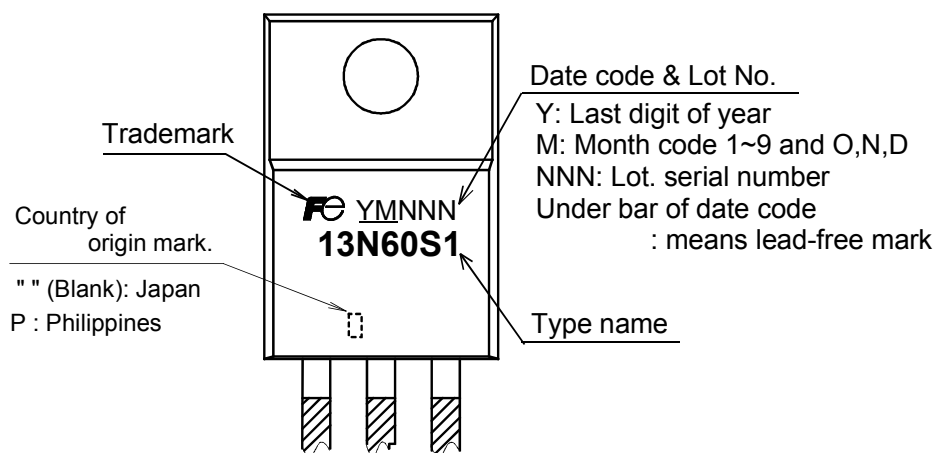 Trademark
Date code & Lot No.
Y: Last digit of year
M: Month code 1~9 and O,N,D
NNN: Lot. serial number
Under bar of date code
: means lead-free mark
Fe YMNNN
13N60S1
Country of
origin mark.
" " (Blank): Japan
P : Philippines
Type name